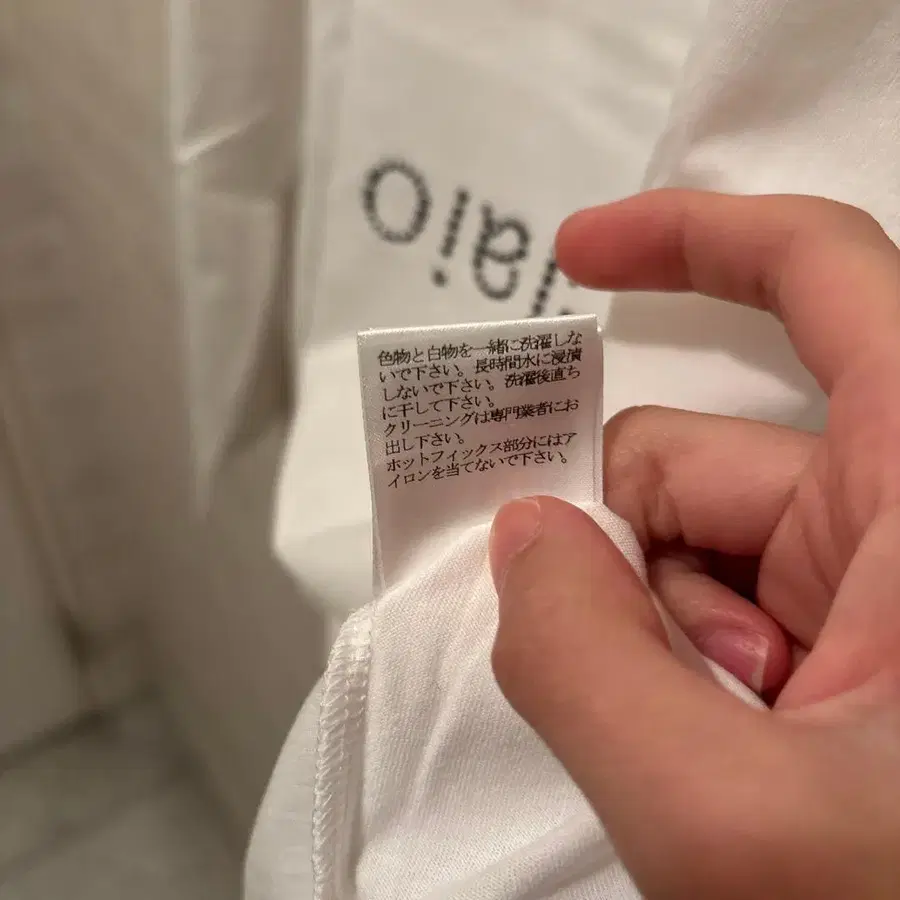 色物と白物を一緒に洗濯しな
いで下さい。長時間水に浸漬
しないで下さい。洗濯後直ち
に干して下さい。
クリーニングは専門業者にお
出し下さい。
ホットフィックス部分にはア
イロンを当てないで下さい。